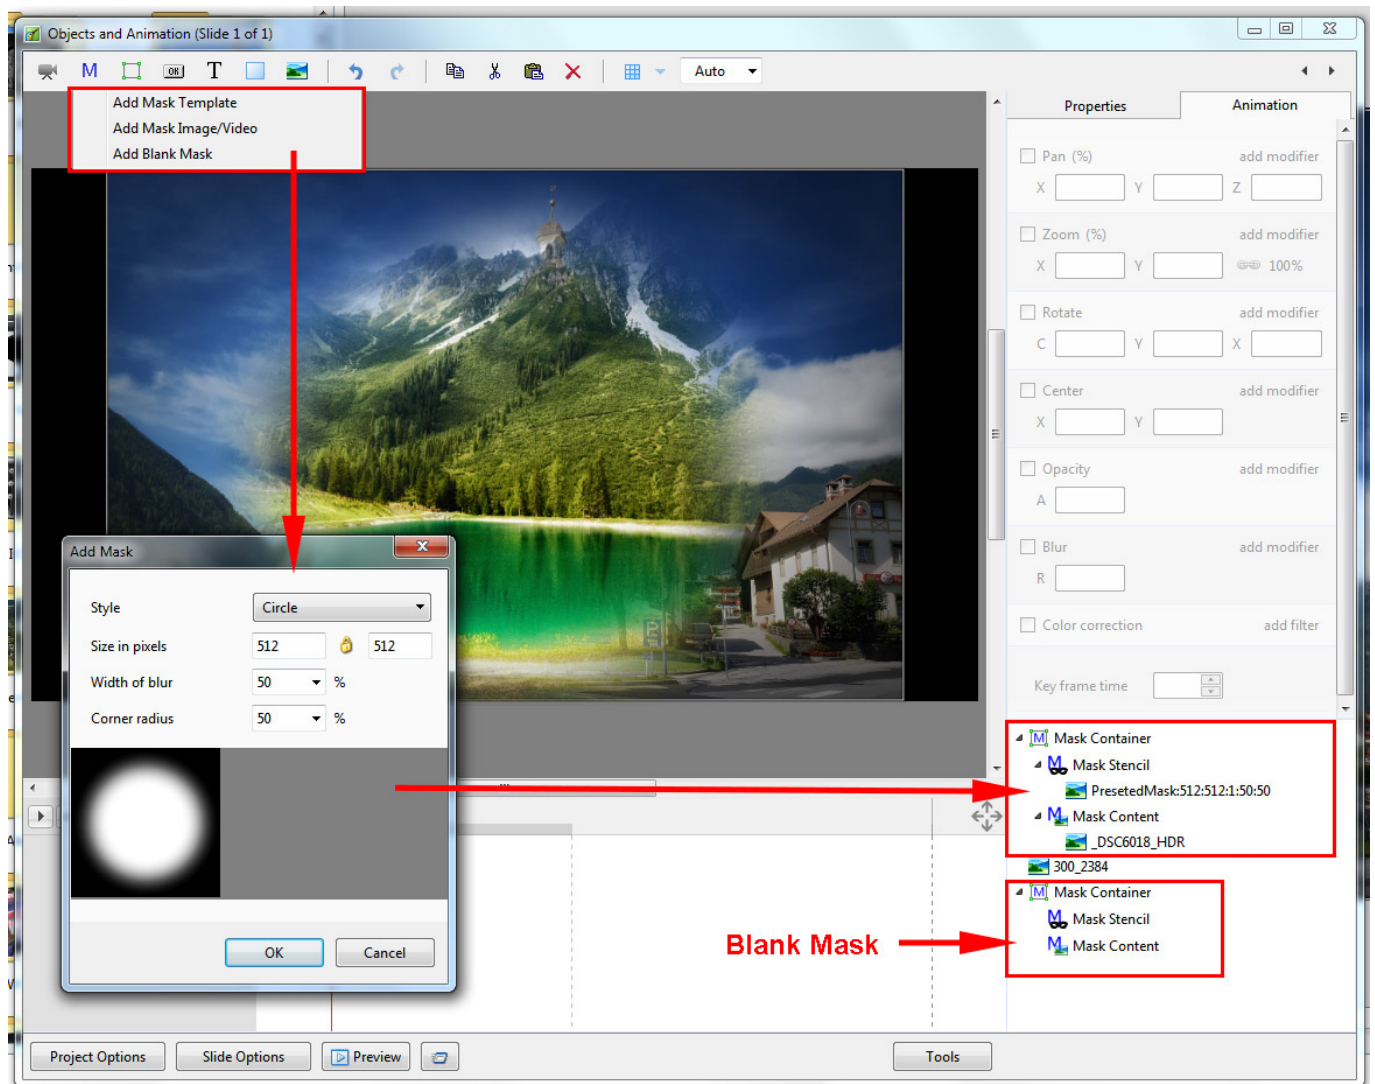 Objects and Animation (Slide 1 of 1)
M OK T Auto
Add Mask Template
Add Mask Image/Video
Add Blank Mask
Properties Animation
Pan (%) add modifier
X Y Z
Zoom (%) add modifier
X Y 100%
Rotate add modifier
C Y X
Center add modifier
X Y
Opacity add modifier
A
Blur add modifier
R
Color correction add filter
Key frame time
Add Mask
Style Circle
Size in pixels 512 512
Width of blur 50 %
Corner radius 50 %
OK Cancel
Mask Container
Mask Stencil
PresetedMask:512:512:1:50:50
Mask Content
_DSC6018_HDR
300_2384
Mask Container
Mask Stencil
Mask Content
Blank Mask
Project Options Slide Options Preview Tools